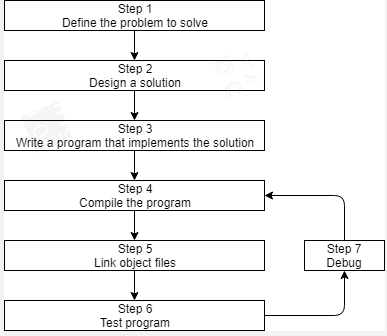 Step 1
Define the problem to solve
Step 2
Design a solution
Step 3
Write a program that implements the solution
Step 4
Compile the program
Step 5
Link object files
Step 7
Debug
Step 6
Test program